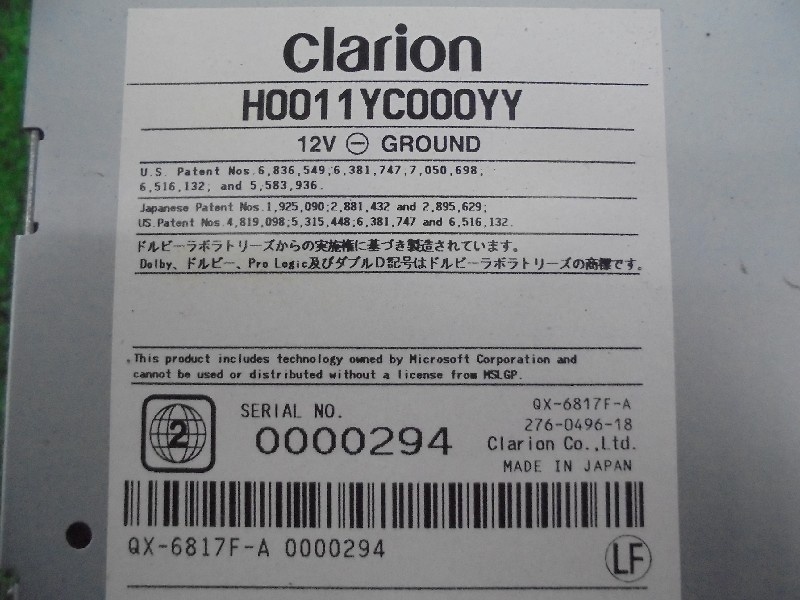 clarion
H0011YC000YY
12V ⊖ GROUND
U.S. Patent Nos.6,836,549;6,381,747;7,050,698;
6,516,132; and 5,583,936.
Japanese Patent Nos.1,925,090;2,881,432 and 2,895,629;
US.Patent Nos.4,819,098;5,315,448;6,381,747 and 6,516,132.
ドルビーラボラトリーズからの実施権に基づき製造されています。
Dolby、ドルビー、Pro Logic及びダブルD記号はドルビーラボラトリーズの商標です。
This product includes technology owned by Microsoft Corporation and
cannot be used or distributed without a license from MSLGP.
2
SERIAL NO.
0000294
QX-6817F-A
276-0496-18
Clarion Co.,Ltd.
MADE IN JAPAN
QX-6817F-A 0000294
LF